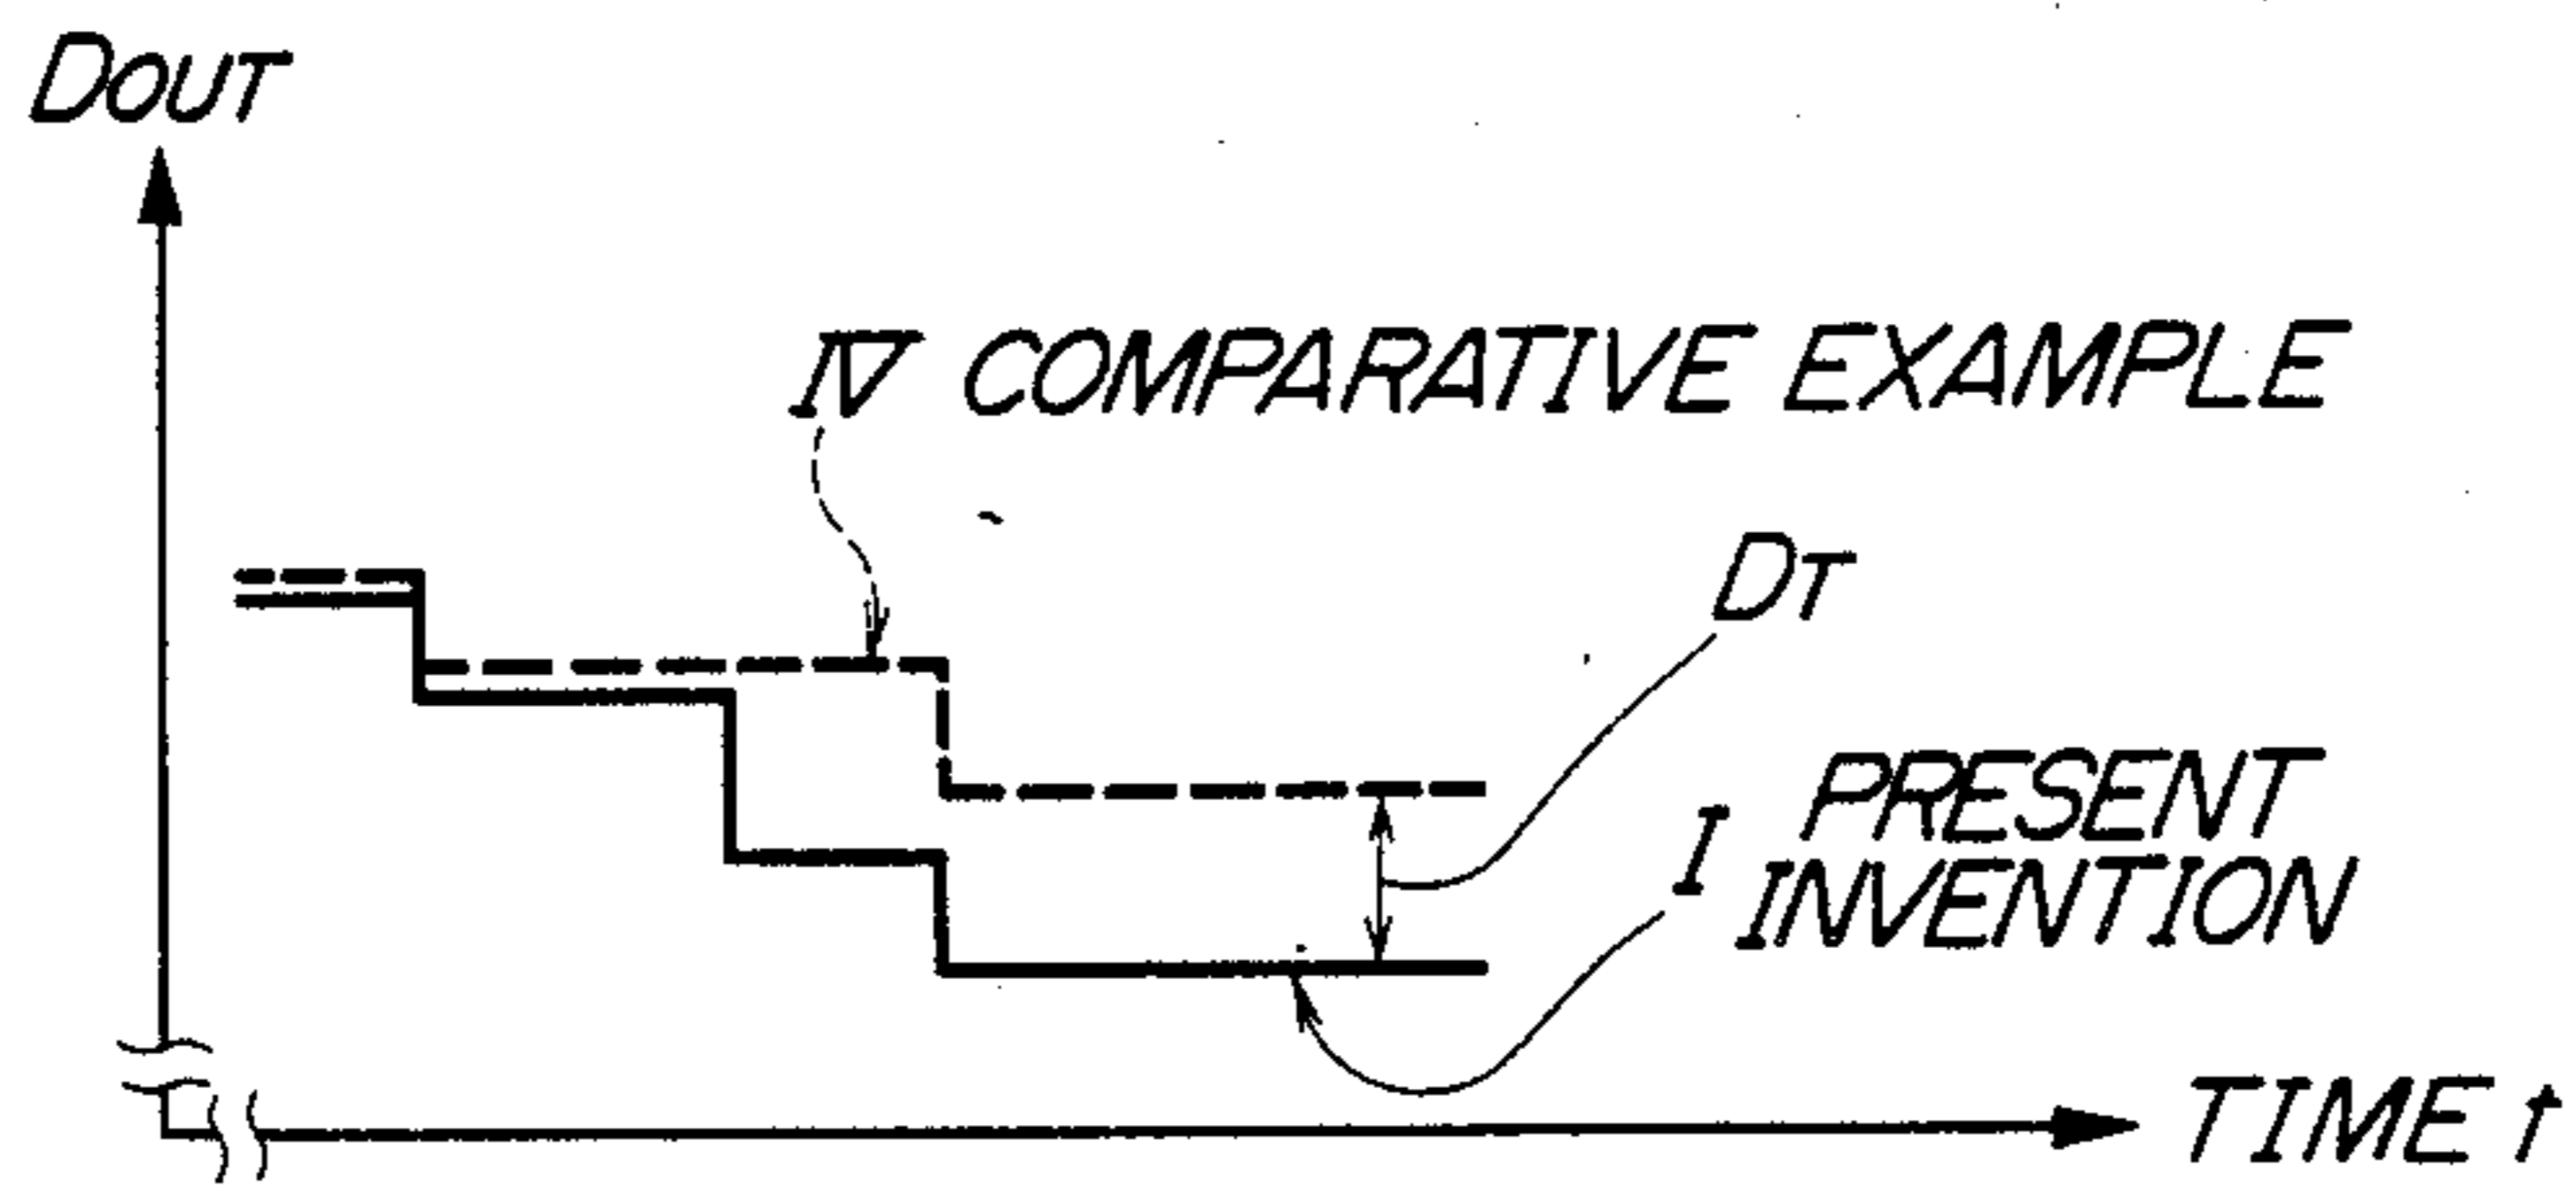 DOUT
IV COMPARATIVE EXAMPLE
DT
I PRESENT
INVENTION
TIME t